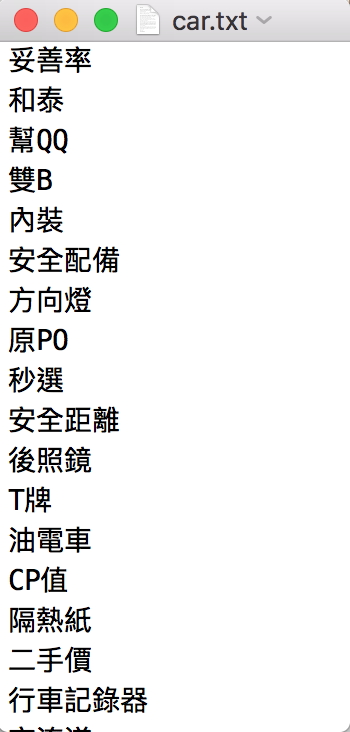 car.txt
妥善率
和泰
幫QQ
雙B
內裝
安全配備
方向燈
原PO
秒選
安全距離
後照鏡
T牌
油電車
CP值
隔熱紙
二手價
行車記錄器